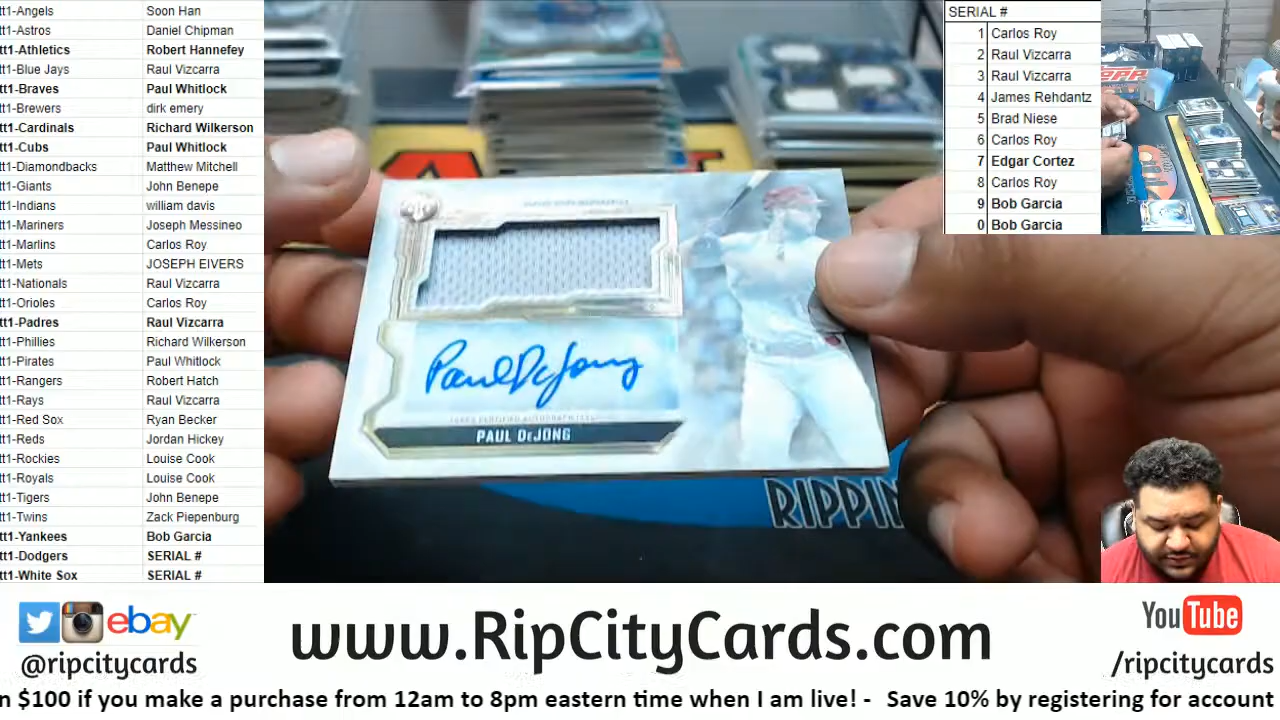 tt1-Angels Soon Han
tt1-Astros Daniel Chipman
tt1-Athletics Robert Hannefey
tt1-Blue Jays Raul Vizcarra
tt1-Braves Paul Whitlock
tt1-Brewers dirk emery
tt1-Cardinals Richard Wilkerson
tt1-Cubs Paul Whitlock
tt1-Diamondbacks Matthew Mitchell
tt1-Giants John Benepe
tt1-Indians william davis
tt1-Mariners Joseph Messineo
tt1-Marlins Carlos Roy
tt1-Mets JOSEPH EIVERS
tt1-Nationals Raul Vizcarra
tt1-Orioles Carlos Roy
tt1-Padres Raul Vizcarra
tt1-Phillies Richard Wilkerson
tt1-Pirates Paul Whitlock
tt1-Rangers Robert Hatch
tt1-Rays Raul Vizcarra
tt1-Red Sox Ryan Becker
tt1-Reds Jordan Hickey
tt1-Rockies Louise Cook
tt1-Royals Louise Cook
tt1-Tigers John Benepe
tt1-Twins Zack Piepenburg
tt1-Yankees Bob Garcia
tt1-Dodgers SERIAL #
tt1-White Sox SERIAL #
Paul DeJong
TOPPS CERTIFIED AUTOGRAPH ISSUE
PAUL DeJONG
RIPPIN
SERIAL #
1 Carlos Roy
2 Raul Vizcarra
3 Raul Vizcarra
4 James Rehdantz
5 Brad Niese
6 Carlos Roy
7 Edgar Cortez
8 Carlos Roy
9 Bob Garcia
0 Bob Garcia
ebay
@ripcitycards
www.RipCityCards.com
YouTube
/ripcitycards
n $100 if you make a purchase from 12am to 8pm eastern time when I am live! - Save 10% by registering for account